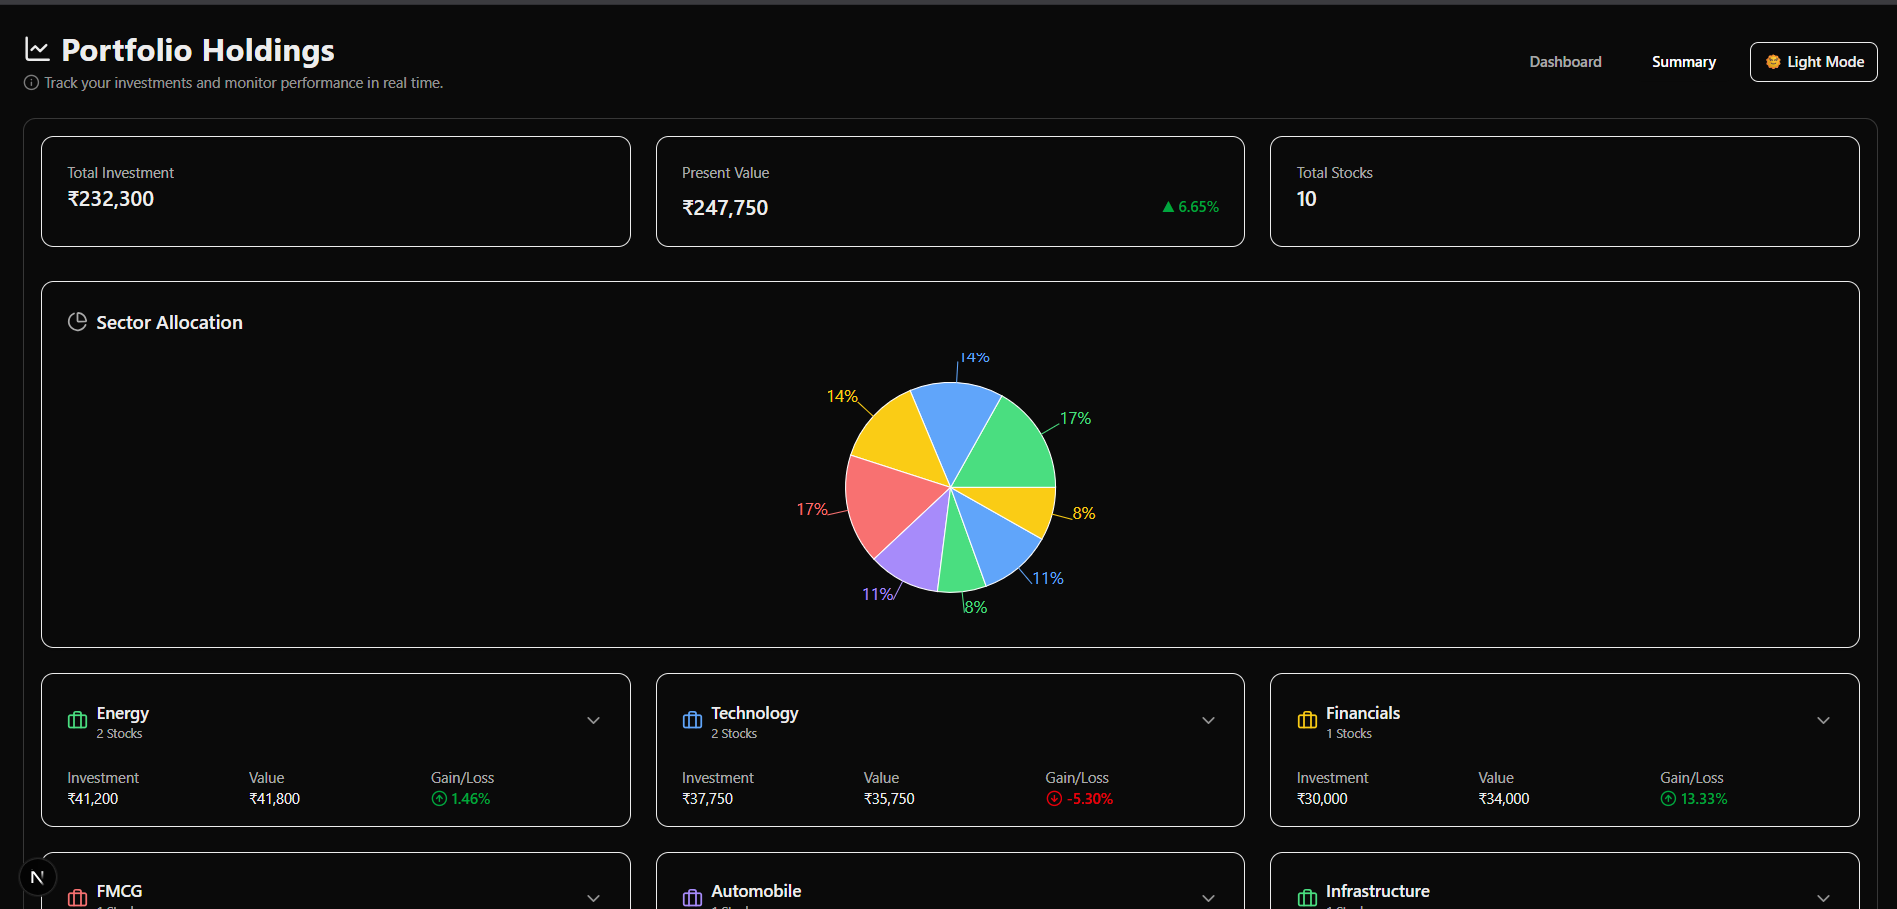 Portfolio Holdings
Track your investments and monitor performance in real time.
Dashboard
Summary
Light Mode
Total Investment
₹232,300
Present Value
₹247,750
▲ 6.65%
Total Stocks
10
Sector Allocation
14%
14%
17%
17%
8%
11%
11%
8%
Energy
2 Stocks
Investment
Value
Gain/Loss
₹41,200
₹41,800
1.46%
Technology
2 Stocks
Investment
Value
Gain/Loss
₹37,750
₹35,750
-5.30%
Financials
1 Stocks
Investment
Value
Gain/Loss
₹30,000
₹34,000
13.33%
N
FMCG
Automobile
Infrastructure